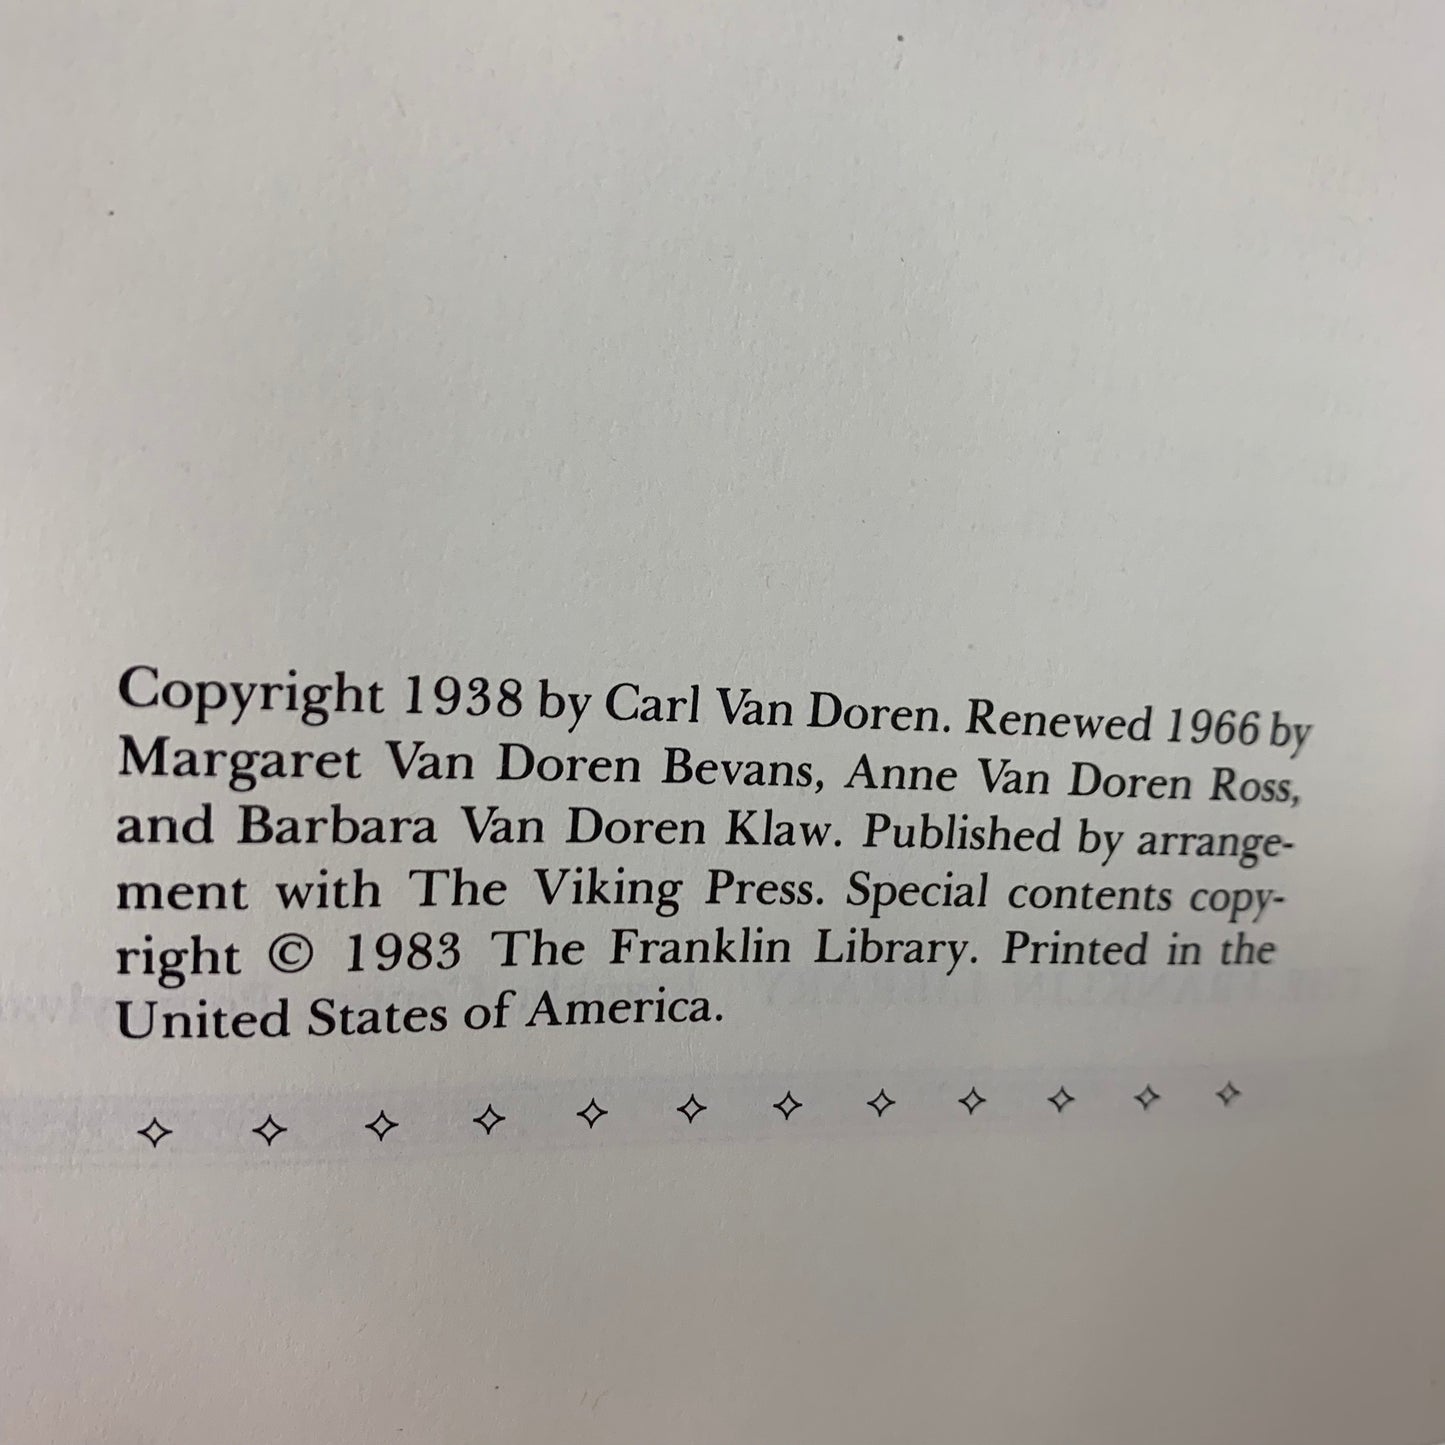 Copyright 1938 by Carl Van Doren. Renewed 1966 by
Margaret Van Doren Bevans, Anne Van Doren Ross,
and Barbara Van Doren Klaw. Published by arrange-
ment with The Viking Press. Special contents copy-
right © 1983 The Franklin Library. Printed in the
United States of America.